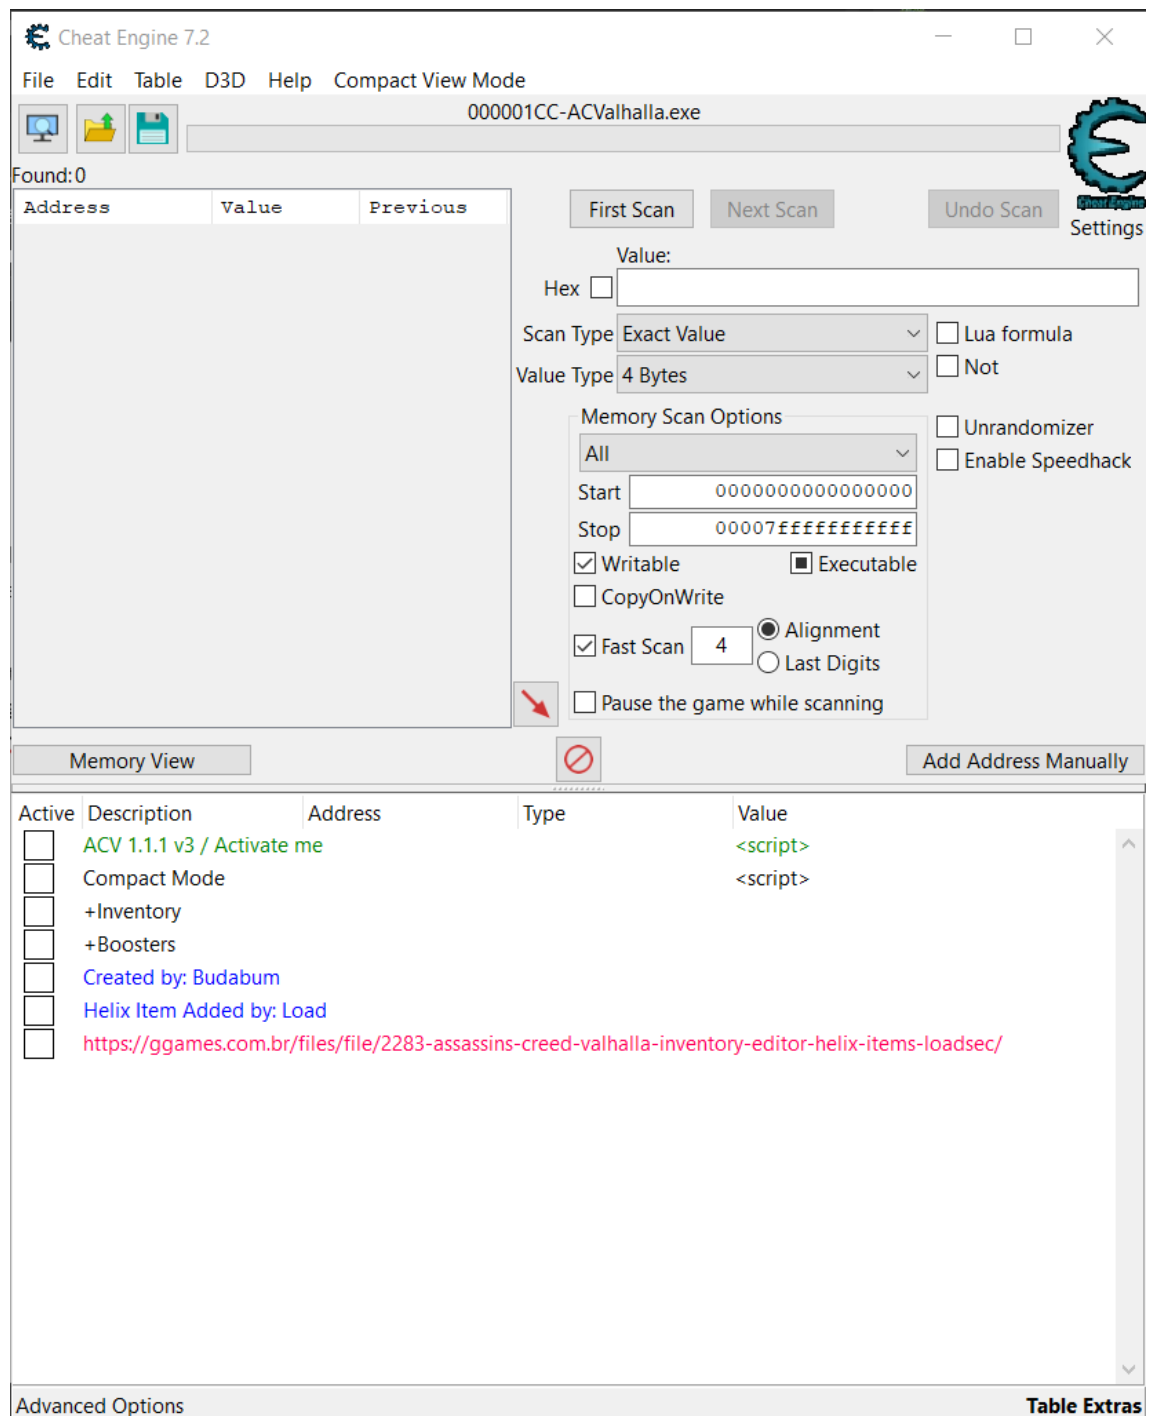 Cheat Engine 7.2
File Edit Table D3D Help Compact View Mode
000001CC-ACValhalla.exe
Found:0
Address Value Previous
First Scan Next Scan Undo Scan
Cheat Engine
Settings
Value:
Hex
Scan Type Exact Value Lua formula
Not
Value Type 4 Bytes
Memory Scan Options
Unrandomizer
All
Enable Speedhack
Start 0000000000000000
Stop 00007fffffffffff
Writable Executable
CopyOnWrite
Alignment
Fast Scan 4
Last Digits
Pause the game while scanning
Memory View Add Address Manually
Active Description Address Type Value
ACV 1.1.1 v3 / Activate me <script>
Compact Mode <script>
+Inventory
+Boosters
Created by: Budabum
Helix Item Added by: Load
https://ggames.com.br/files/file/2283-assassins-creed-valhalla-inventory-editor-helix-items-loadsec/
Advanced Options Table Extras